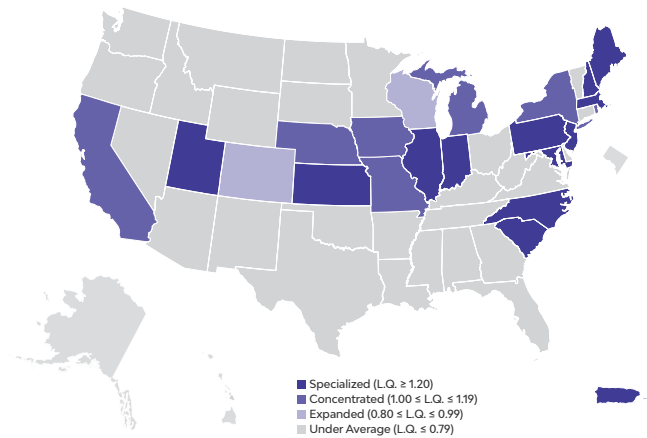 Specialized (L.Q. ≥ 1.20)
Concentrated (1.00 ≤ L.Q. ≤ 1.19)
Expanded (0.80 ≤ L.Q. ≤ 0.99)
Under Average (L.Q. ≤ 0.79)